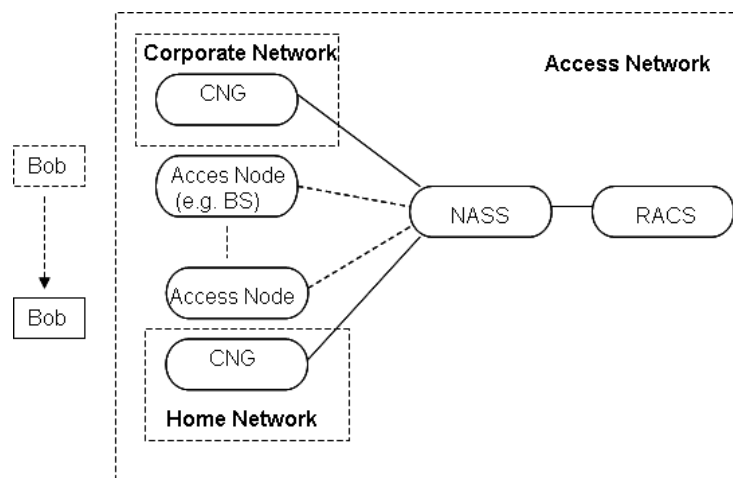 Corporate Network
Access Network
CNG
Bob
Acces Node
(e.g. BS)
NASS
RACS
Access Node
Bob
CNG
Home Network